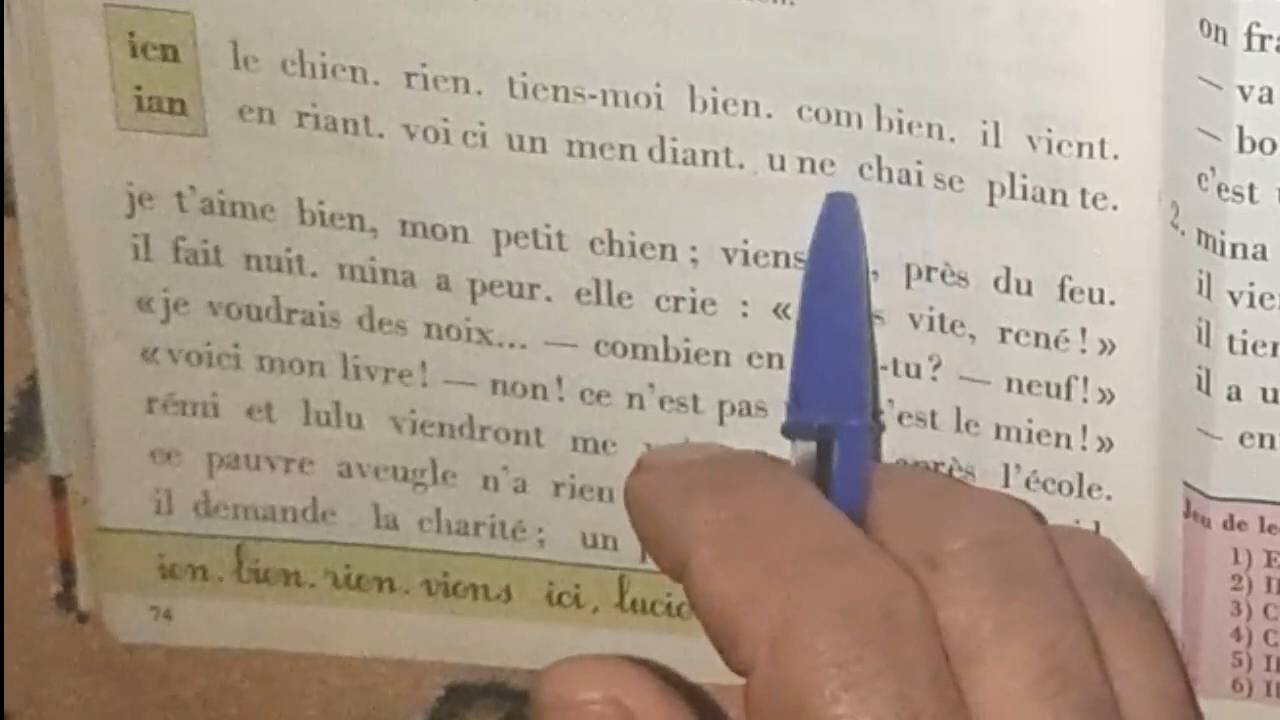 ien le chien. rien. tiens-moi bien. com bien. il vient.
ian en riant. voi ci un men diant. u ne chai se plian te.
je t'aime bien, mon petit chien ; viens , près du feu.
il fait nuit. mina a peur. elle crie : « vite, rené ! »
« je voudrais des noix... — combien en -tu ? — neuf ! »
« voici mon livre ! — non ! ce n'est pas 'est le mien ! »
rémi et lulu viendront me après l'école.
ce pauvre aveugle n'a rien
il demande la charité ; un
ien. bien. rien. viens ici, lucie
74
on fra
— va
— bo
c'est
2. mina
il vie
il tier
il a u
— en
Jeu de le
1) E
2) I
3) C
4) C
5) I
6) I